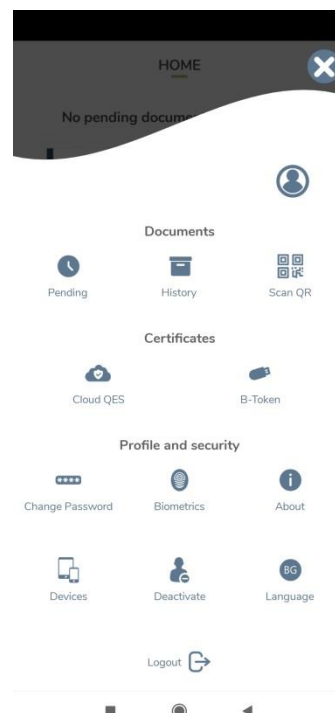 HOME
No pending docume
Documents
Pending History Scan QR
Certificates
Cloud QES B-Token
Profile and security
Change Password Biometrics About
BG
Devices Deactivate Language
Logout